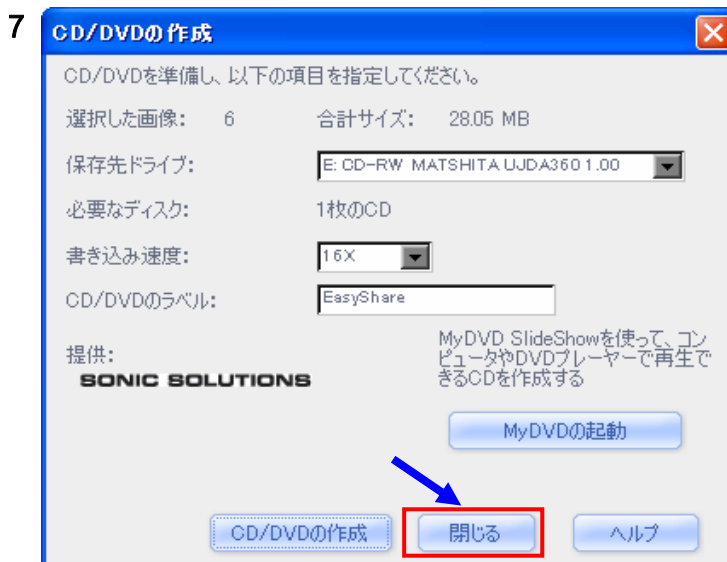 7
CD/DVDの作成
CD/DVDを準備し、以下の項目を指定してください。
選択した画像: 6 合計サイズ: 28.05 MB
保存先ドライブ: E: CD-RW MATSHITA UJDA360 1.00
必要なディスク: 1枚のCD
書き込み速度: 16X
CD/DVDのラベル: EasyShare
提供:
SONIC SOLUTIONS
MyDVD SlideShowを使って、コン
ピュータやDVDプレーヤーで再生で
きるCDを作成する
MyDVDの起動
CD/DVDの作成 閉じる ヘルプ